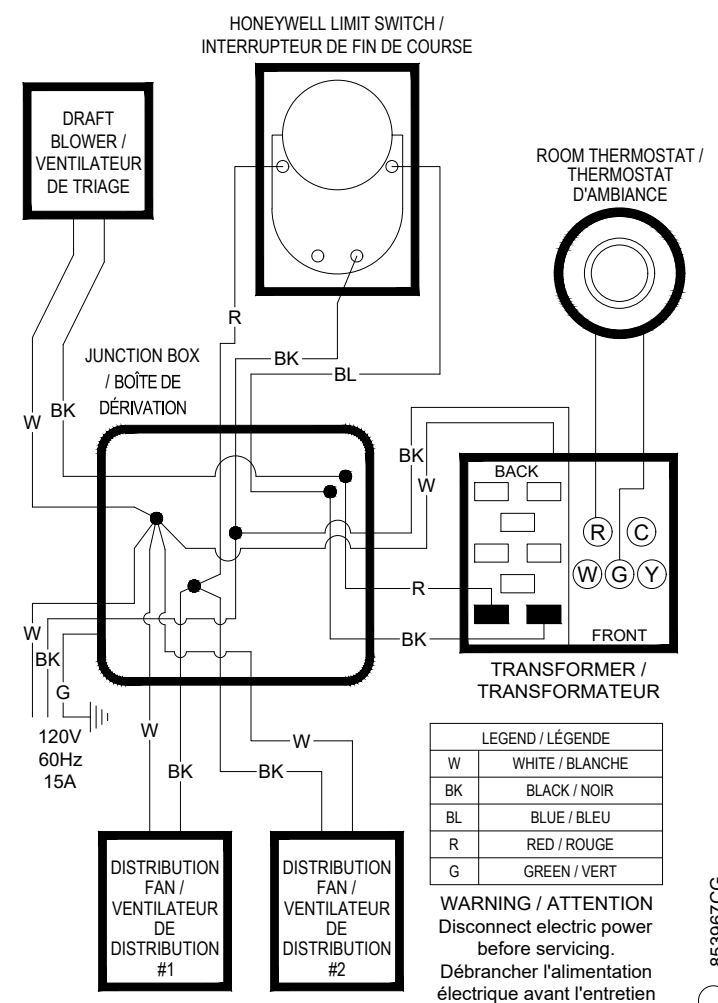 HONEYWELL LIMIT SWITCH /
INTERRUPTEUR DE FIN DE COURSE
DRAFT
BLOWER /
VENTILATEUR
DE TRIAGE
ROOM THERMOSTAT /
THERMOSTAT
D'AMBIANCE
R
BK
BL
JUNCTION BOX
/ BOÎTE DE
DÉRIVATION
W
BK
BK
W
BACK
R
C
W
G
Y
FRONT
R
BK
TRANSFORMER /
TRANSFORMATEUR
W
BK
G
120V
60Hz
15A
W
BK
W
BK
DISTRIBUTION
FAN /
VENTILATEUR
DE
DISTRIBUTION
#1
DISTRIBUTION
FAN /
VENTILATEUR
DE
DISTRIBUTION
#2
LEGEND / LÉGENDE
W WHITE / BLANCHE
BK BLACK / NOIR
BL BLUE / BLEU
R RED / ROUGE
G GREEN / VERT
WARNING / ATTENTION
Disconnect electric power
before servicing.
Débrancher l'alimentation
électrique avant l'entretien
853967CG